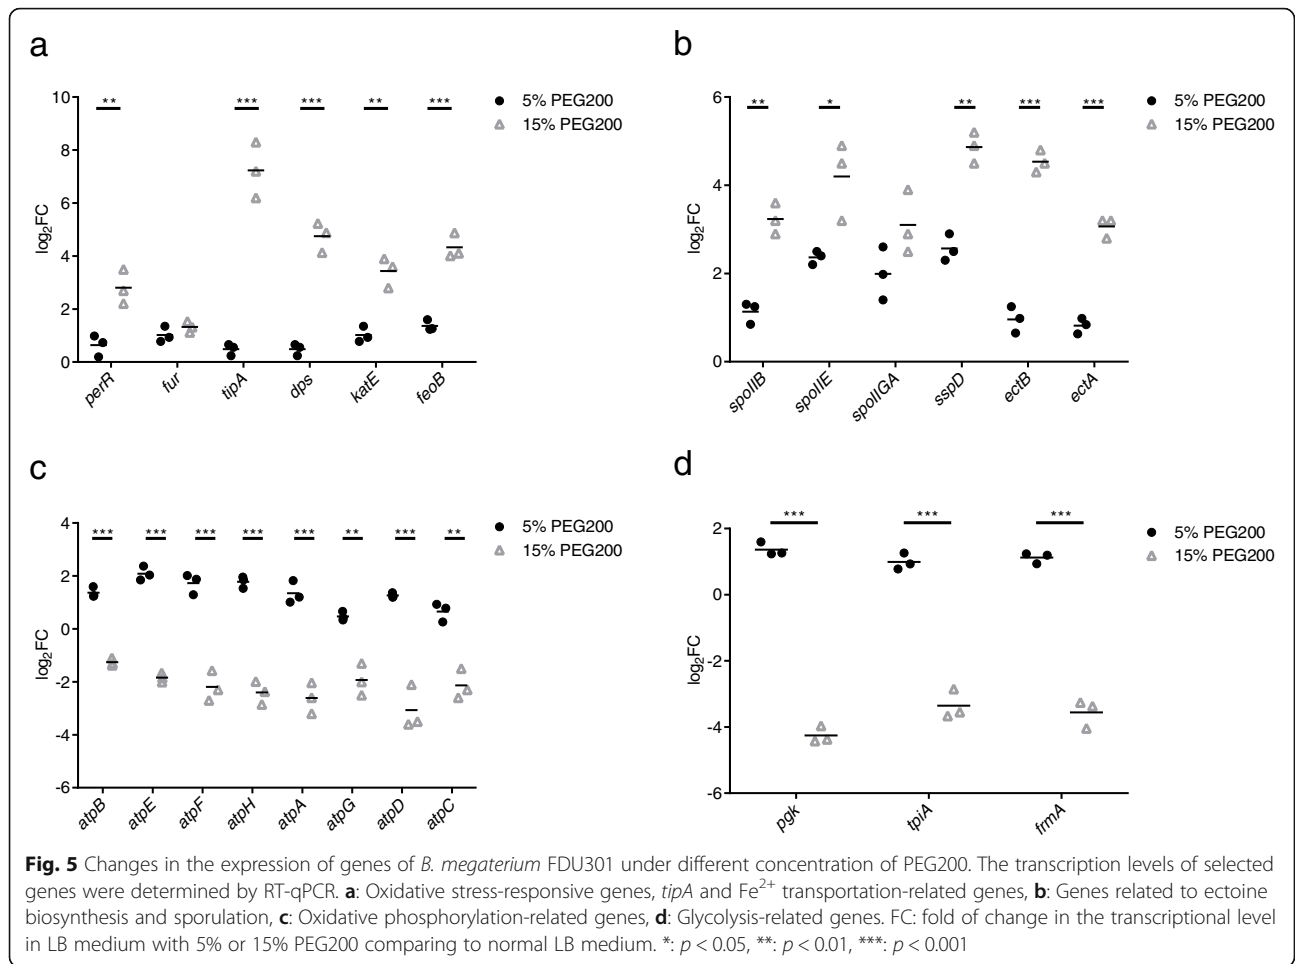 a
10
8
6
4
2
0
log₂FC
** *** *** ** ***
5% PEG200
15% PEG200
perR fur tipA dps katE feoB
b
6
4
2
0
log₂FC
** * ** *** ***
5% PEG200
15% PEG200
spoIIB spoIIE spoIIGA sspD ectB ectA
c
4
2
0
-2
-4
-6
log₂FC
*** *** *** *** *** ** *** **
5% PEG200
15% PEG200
atpB atpE atpF atpH atpA atpG atpD atpC
d
2
0
-2
-4
-6
log₂FC
*** *** ***
5% PEG200
15% PEG200
pgk tpiA frmA
Fig. 5 Changes in the expression of genes of B. megaterium FDU301 under different concentration of PEG200. The transcription levels of selected
genes were determined by RT-qPCR. a: Oxidative stress-responsive genes, tipA and Fe²⁺ transportation-related genes, b: Genes related to ectoine
biosynthesis and sporulation, c: Oxidative phosphorylation-related genes, d: Glycolysis-related genes. FC: fold of change in the transcriptional level
in LB medium with 5% or 15% PEG200 comparing to normal LB medium. *: p < 0.05, **: p < 0.01, ***: p < 0.001